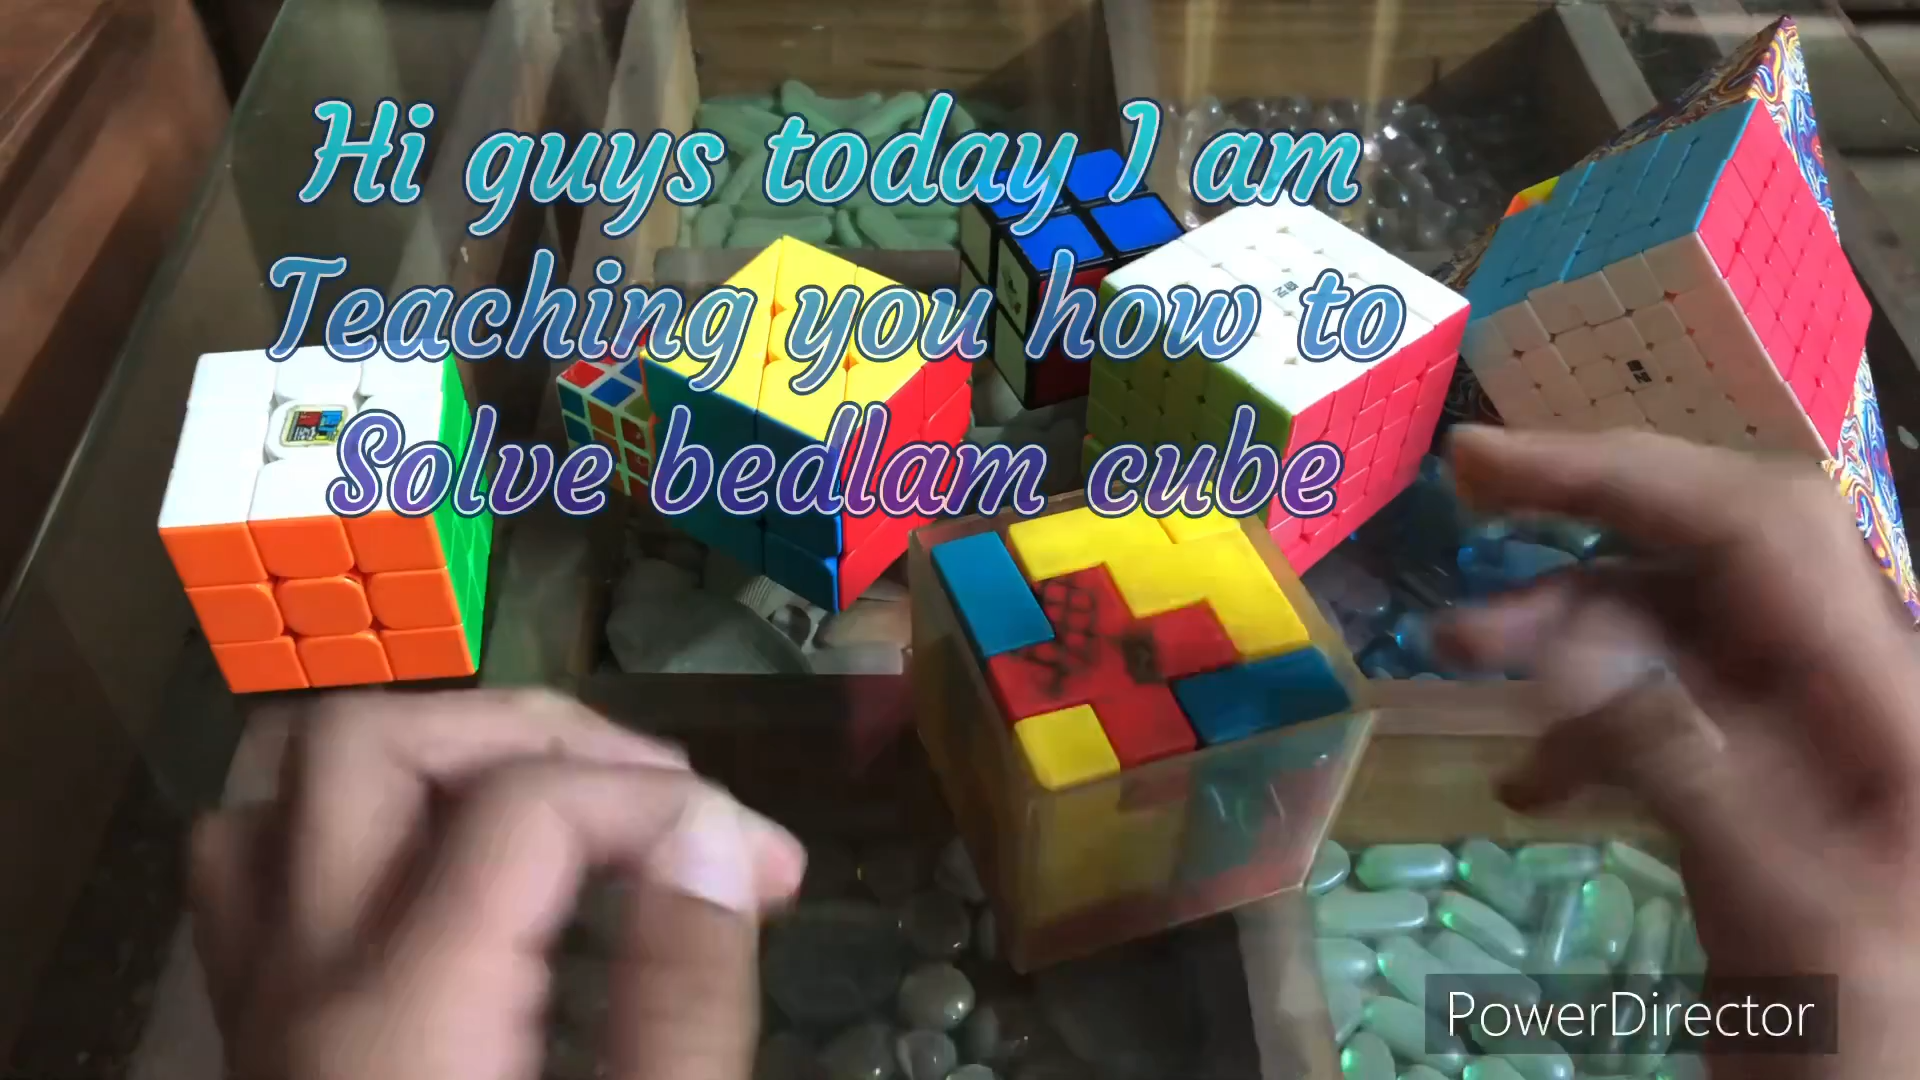 Hi guys today I am
Teaching you how to
Solve bedlam cube
PowerDirector